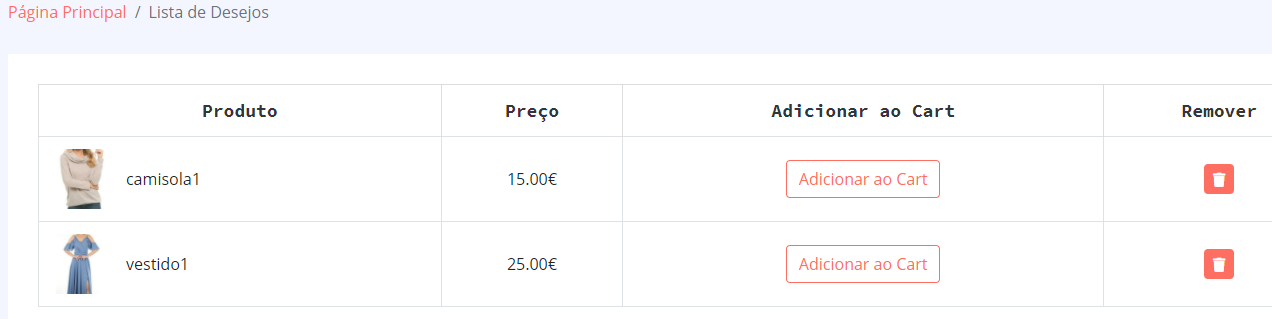 Página Principal / Lista de Desejos
Produto Preço Adicionar ao Cart Remover
camisola1 15.00€ Adicionar ao Cart
vestido1 25.00€ Adicionar ao Cart